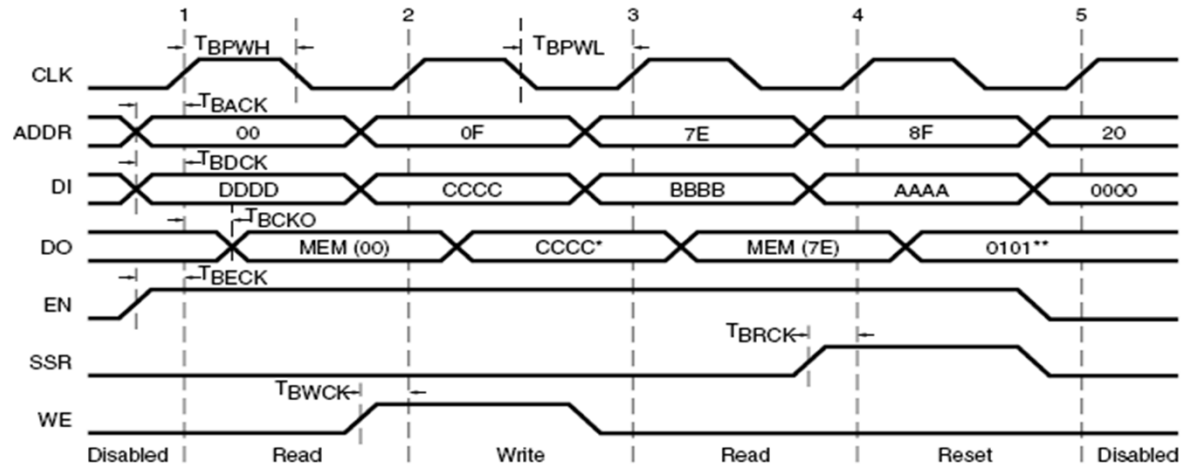 1 2 3 4 5
TBPWH TBPWL
CLK
TBACK
ADDR 00 0F 7E 8F 20
TBDCK
DI DDDD CCCC BBBB AAAA 0000
TBCKO
DO MEM (00) CCCC* MEM (7E) 0101**
TBECK
EN
TBRCK
SSR
TBWCK
WE
Disabled Read Write Read Reset Disabled